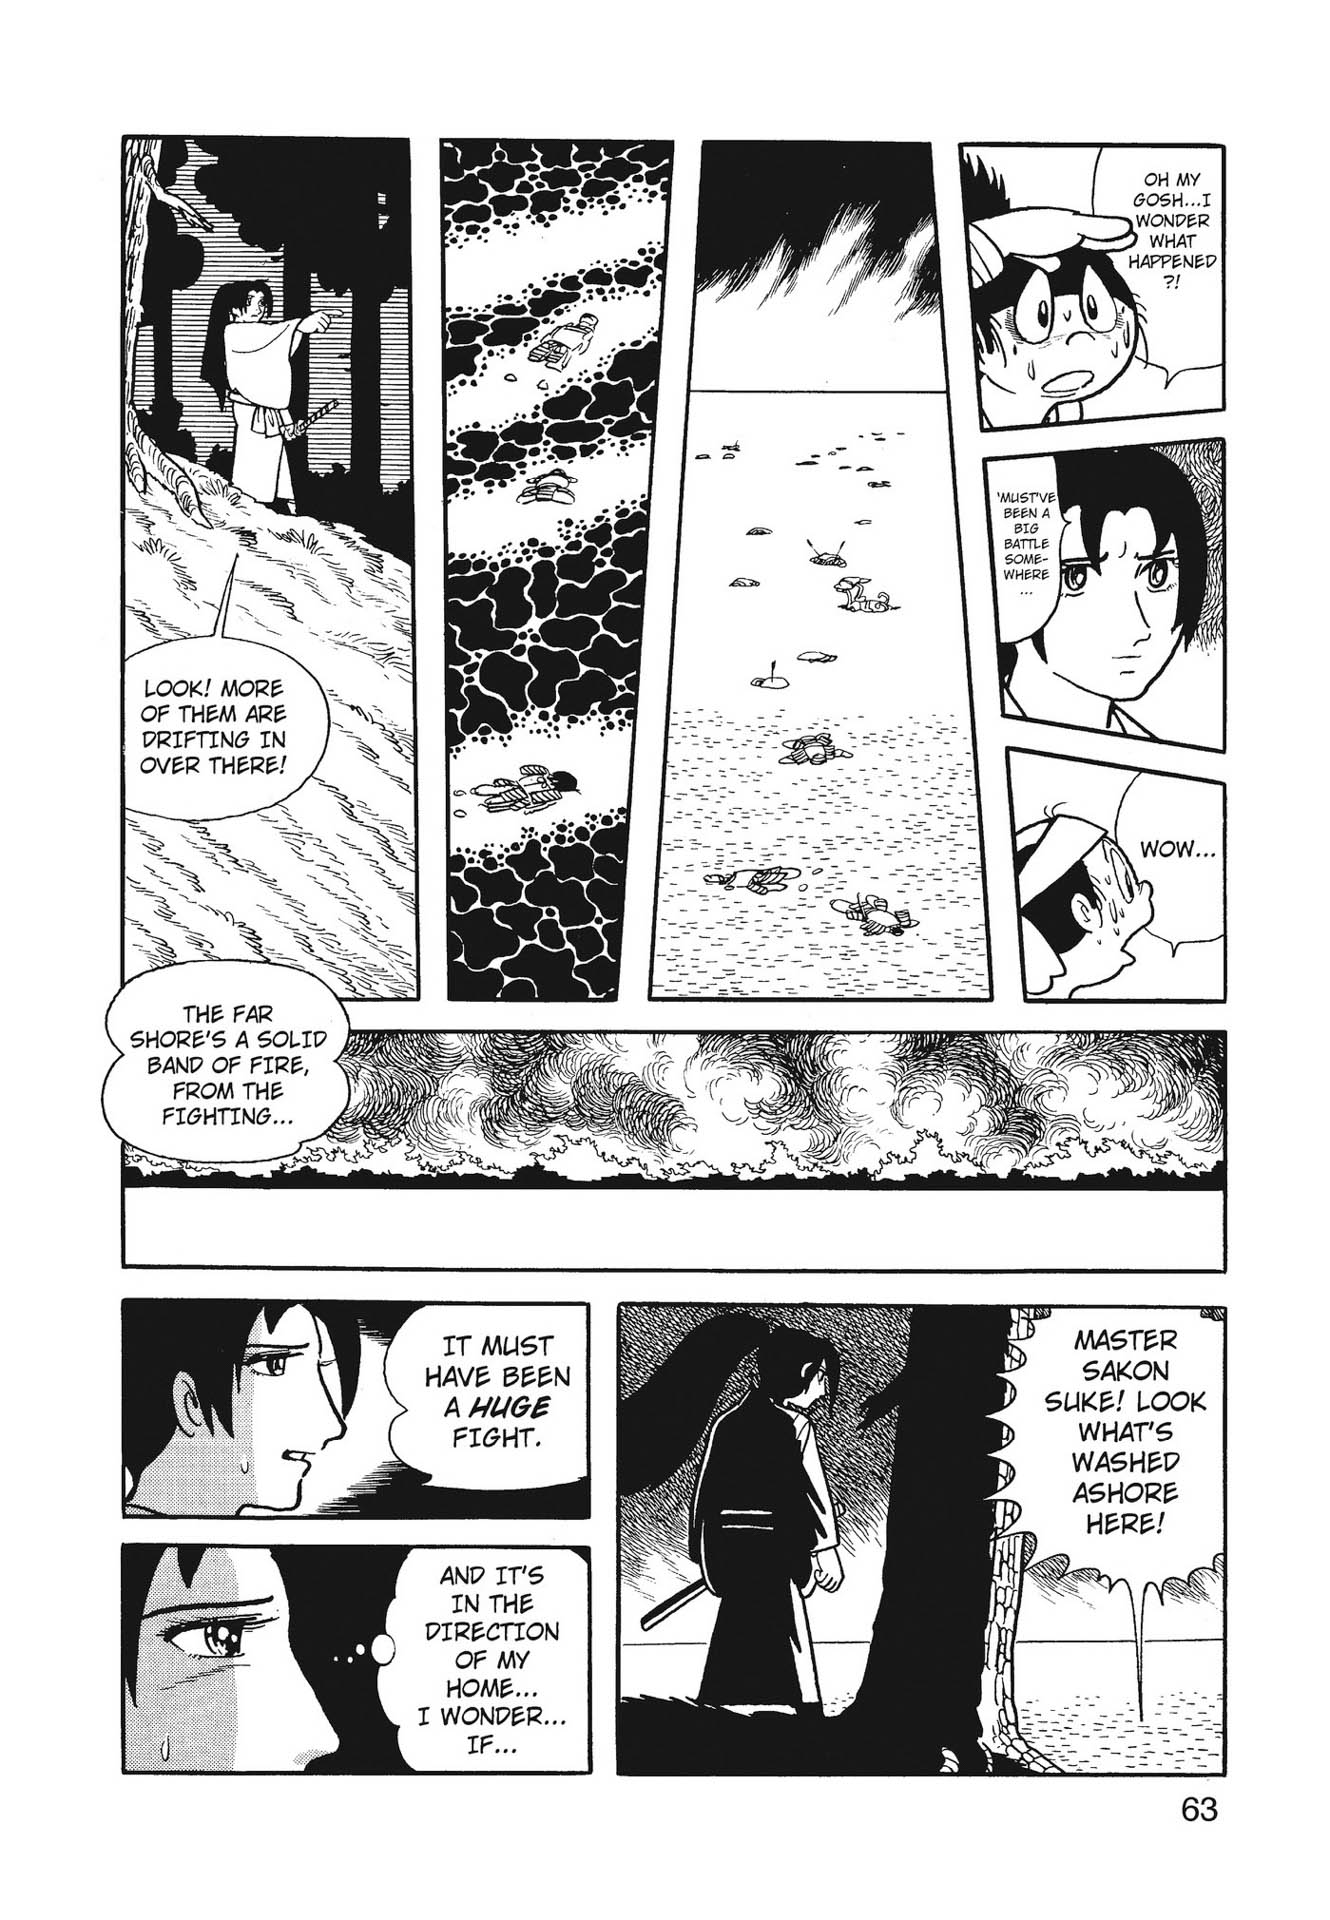 OH MY
GOSH...I
WONDER
WHAT
HAPPENED
?!
'MUST'VE
BEEN A
BIG
BATTLE
SOME-
WHERE
...
WOW...
LOOK! MORE
OF THEM ARE
DRIFTING IN
OVER THERE!
THE FAR
SHORE'S A SOLID
BAND OF FIRE,
FROM THE
FIGHTING...
MASTER
SAKON
SUKE! LOOK
WHAT'S
WASHED
ASHORE
HERE!
IT MUST
HAVE BEEN
A HUGE
FIGHT.
AND IT'S
IN THE
DIRECTION
OF MY
HOME...
I WONDER...
IF...
63